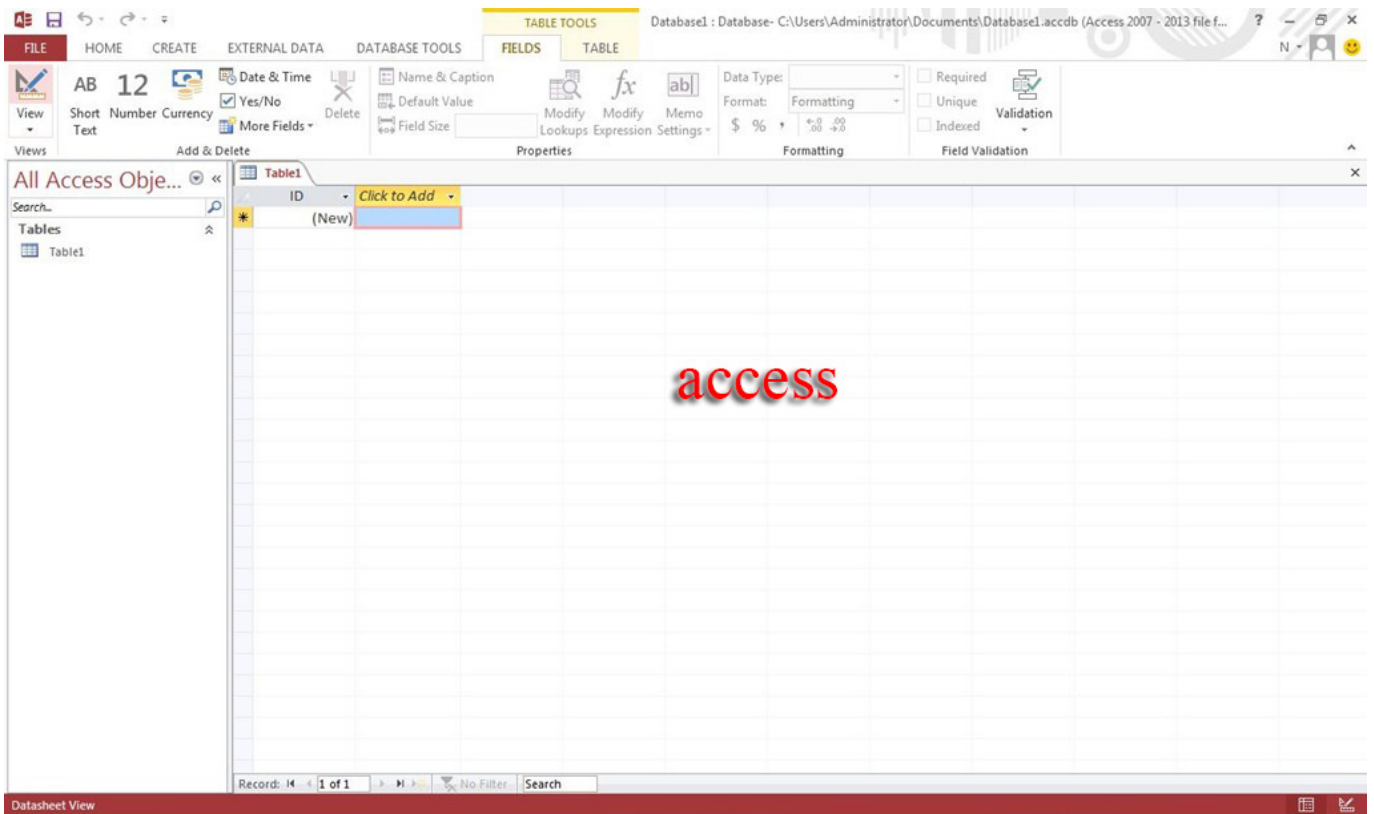 TABLE TOOLS Database1 : Database- C:\Users\Administrator\Documents\Database1.accdb (Access 2007 - 2013 file f... ?
FILE HOME CREATE EXTERNAL DATA DATABASE TOOLS FIELDS TABLE N
View
AB Short Text
12 Number
Currency
Date & Time
Yes/No
More Fields
Delete
Name & Caption
Default Value
Field Size
Modify Lookups
fx Modify Expression
ab Memo Settings
Data Type:
Format: Formatting
$ % , .00 .00
Required
Unique
Indexed
Validation
Views Add & Delete Properties Formatting Field Validation
All Access Obje... «
Search...
Tables
Table1
Table1
ID Click to Add
(New)
access
Record: 1 of 1 No Filter Search
Datasheet View